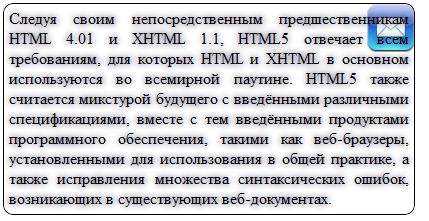 Следуя своим непосредственным предшественникам
HTML 4.01 и XHTML 1.1, HTML5 отвечает всем
требованиям, для которых HTML и XHTML в основном
используются во всемирной паутине. HTML5 также
считается микстурой будущего с введёнными различными
спецификациями, вместе с тем введёнными продуктами
программного обеспечения, такими как веб-браузеры,
установленными для использования в общей практике, а
также исправления множества синтаксических ошибок,
возникающих в существующих веб-документах.